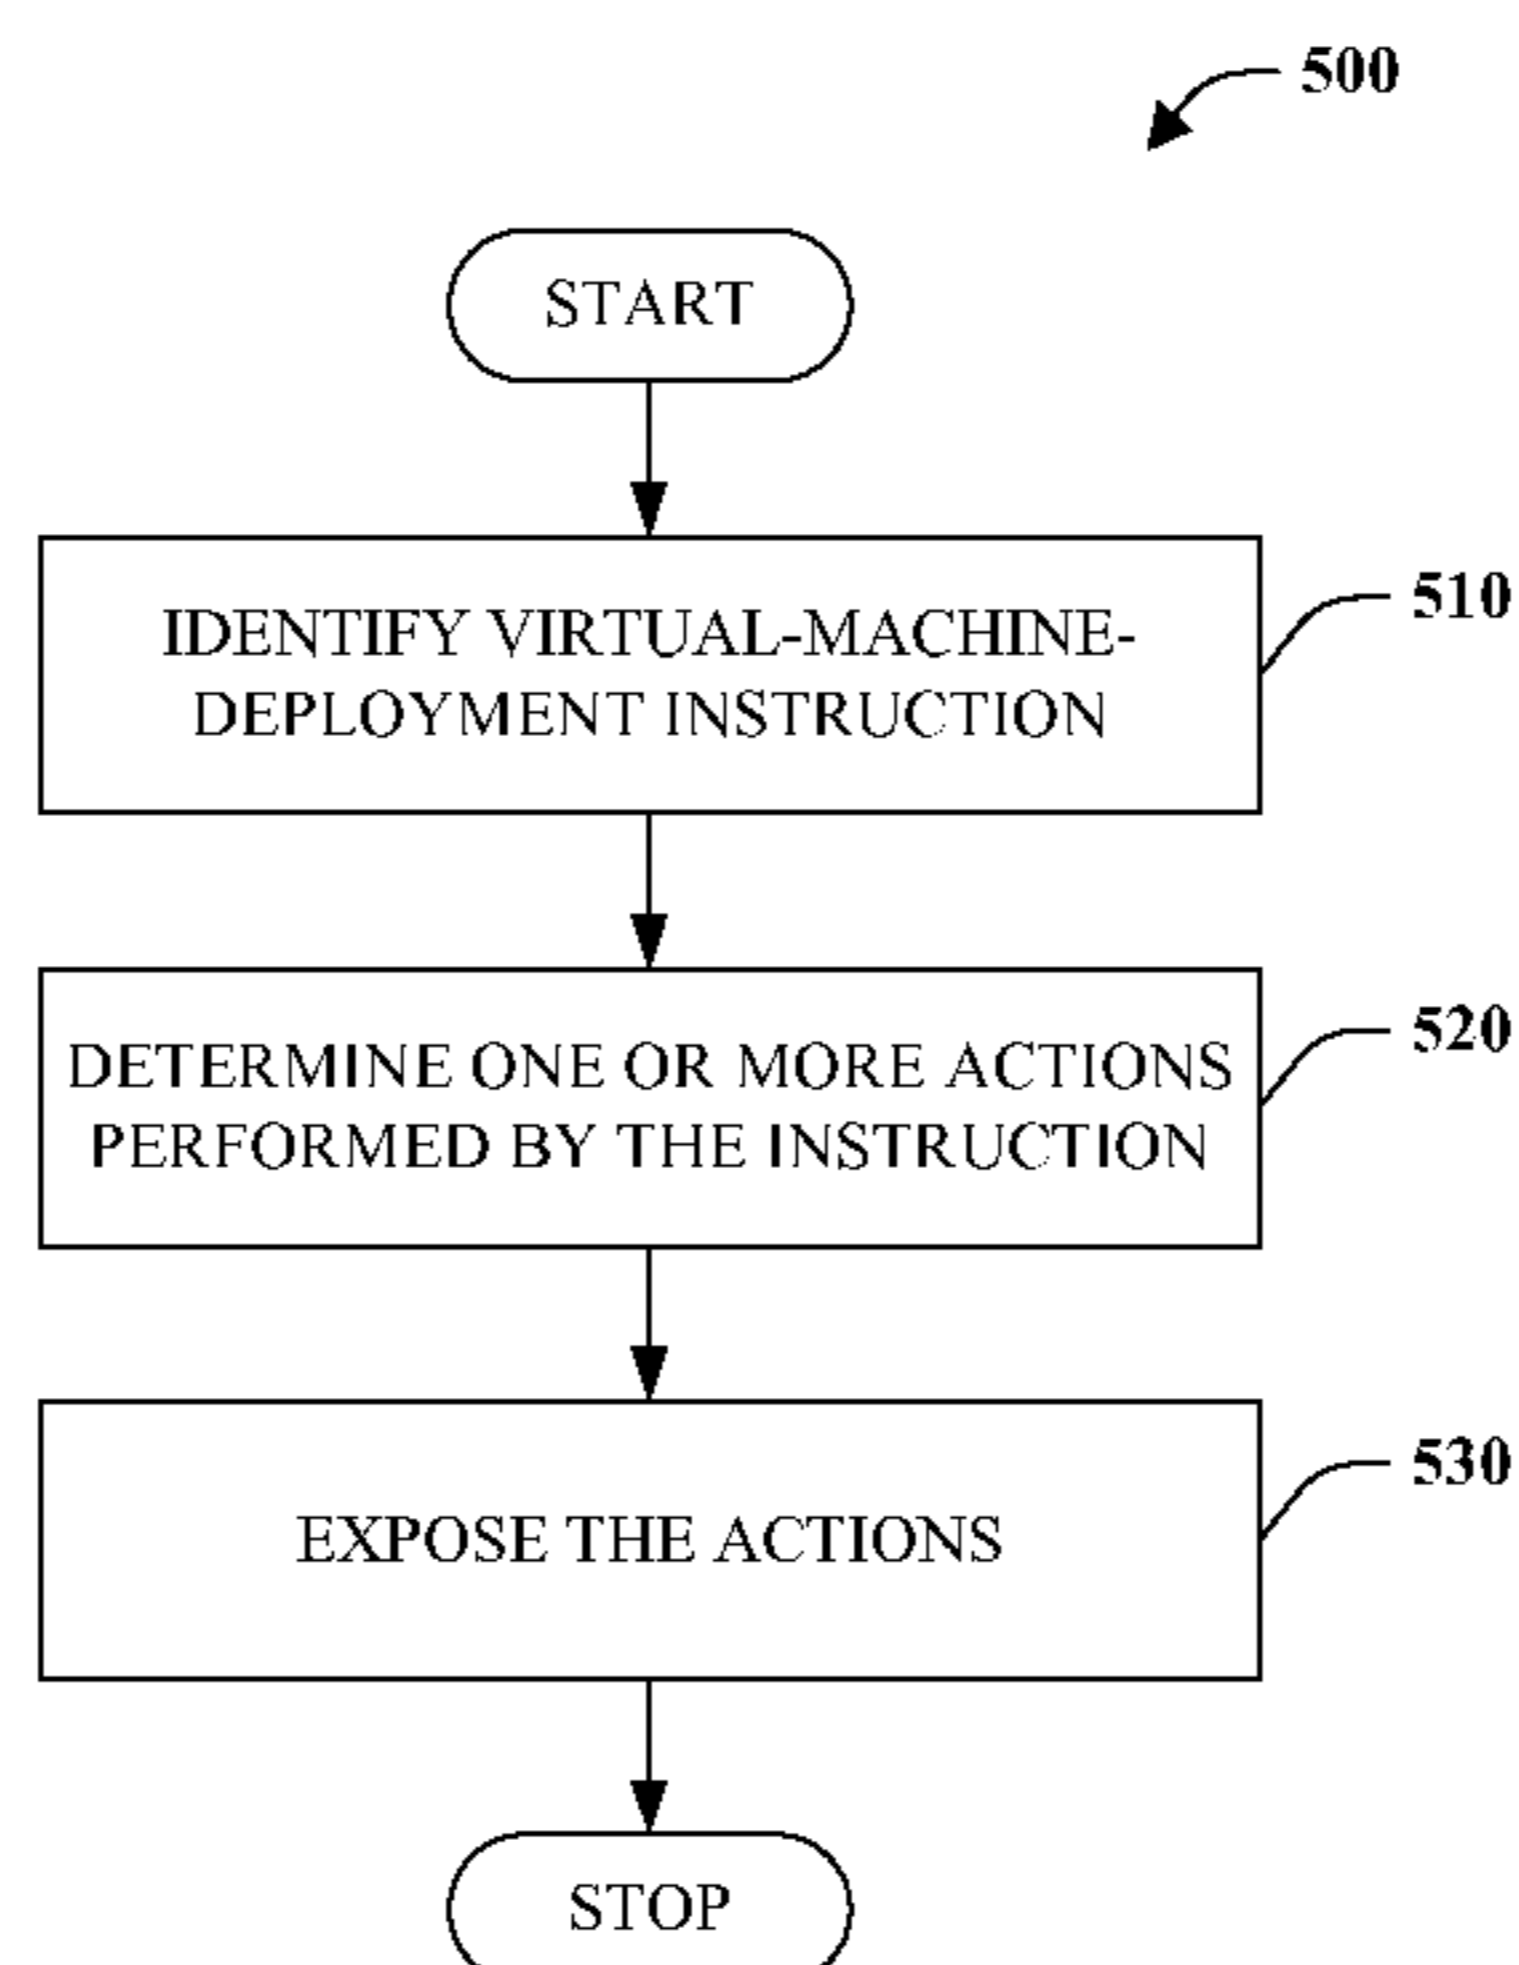 500
START
IDENTIFY VIRTUAL-MACHINE-
DEPLOYMENT INSTRUCTION
510
DETERMINE ONE OR MORE ACTIONS
PERFORMED BY THE INSTRUCTION
520
EXPOSE THE ACTIONS
530
STOP